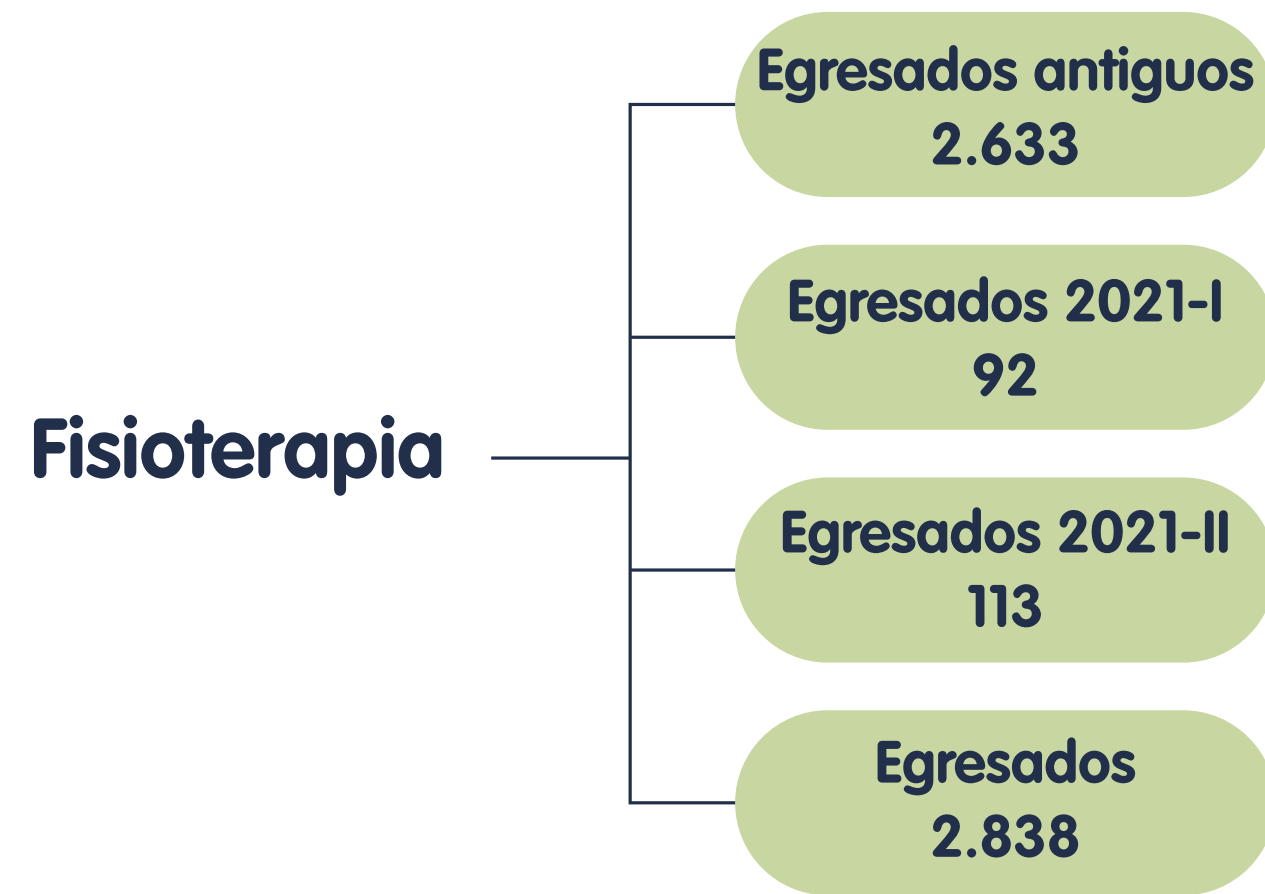 Fisioterapia
Egresados antiguos
2.633
Egresados 2021-I
92
Egresados 2021-II
113
Egresados
2.838